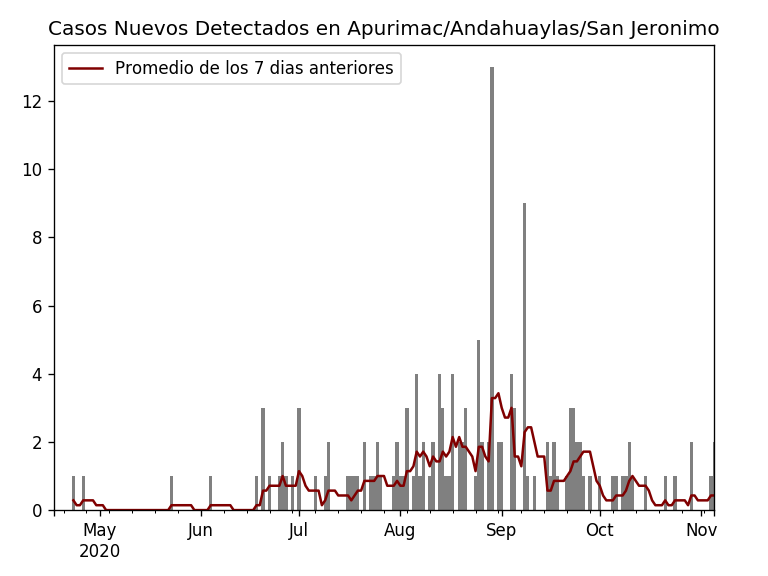 Casos Nuevos Detectados en Apurimac/Andahuaylas/San Jeronimo
Promedio de los 7 dias anteriores
12
10
8
6
4
2
0
May Jun Jul Aug Sep Oct Nov
2020